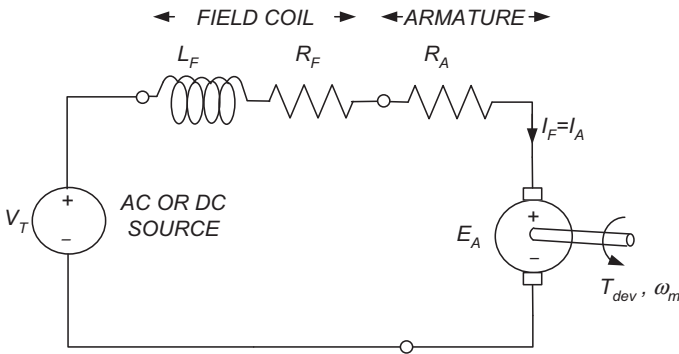 FIELD COIL
ARMATURE
L_F
R_F
R_A
I_F=I_A
V_T
+
−
AC OR DC
SOURCE
E_A
+
−
T_dev , ω_m